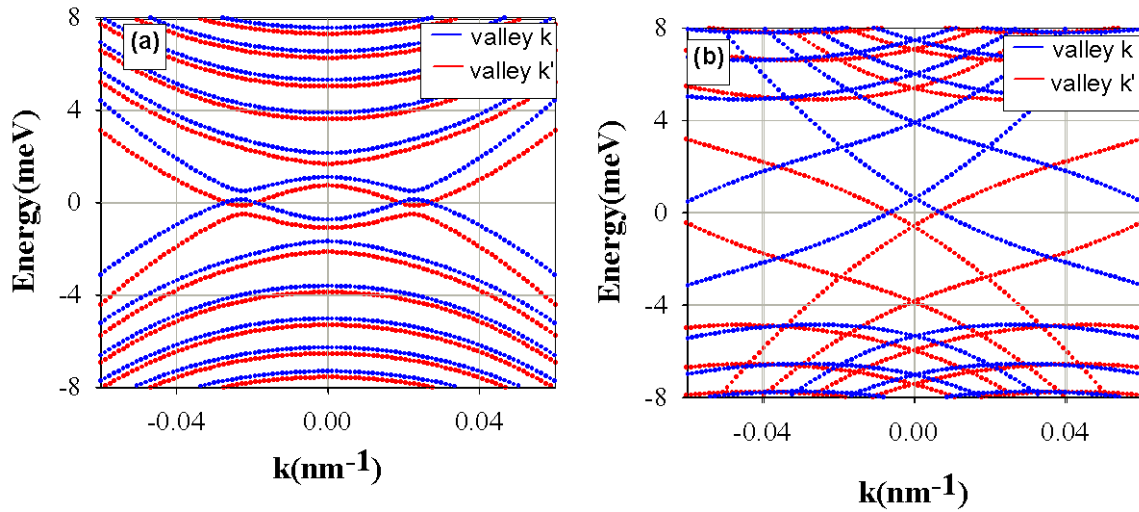 (a)
valley k
valley k'
8
4
0
-4
-8
Energy(meV)
-0.04
0.00
0.04
k(nm⁻¹)
(b)
valley k
valley k'
8
4
0
-4
-8
Energy(meV)
-0.04
0.00
0.04
k(nm⁻¹)